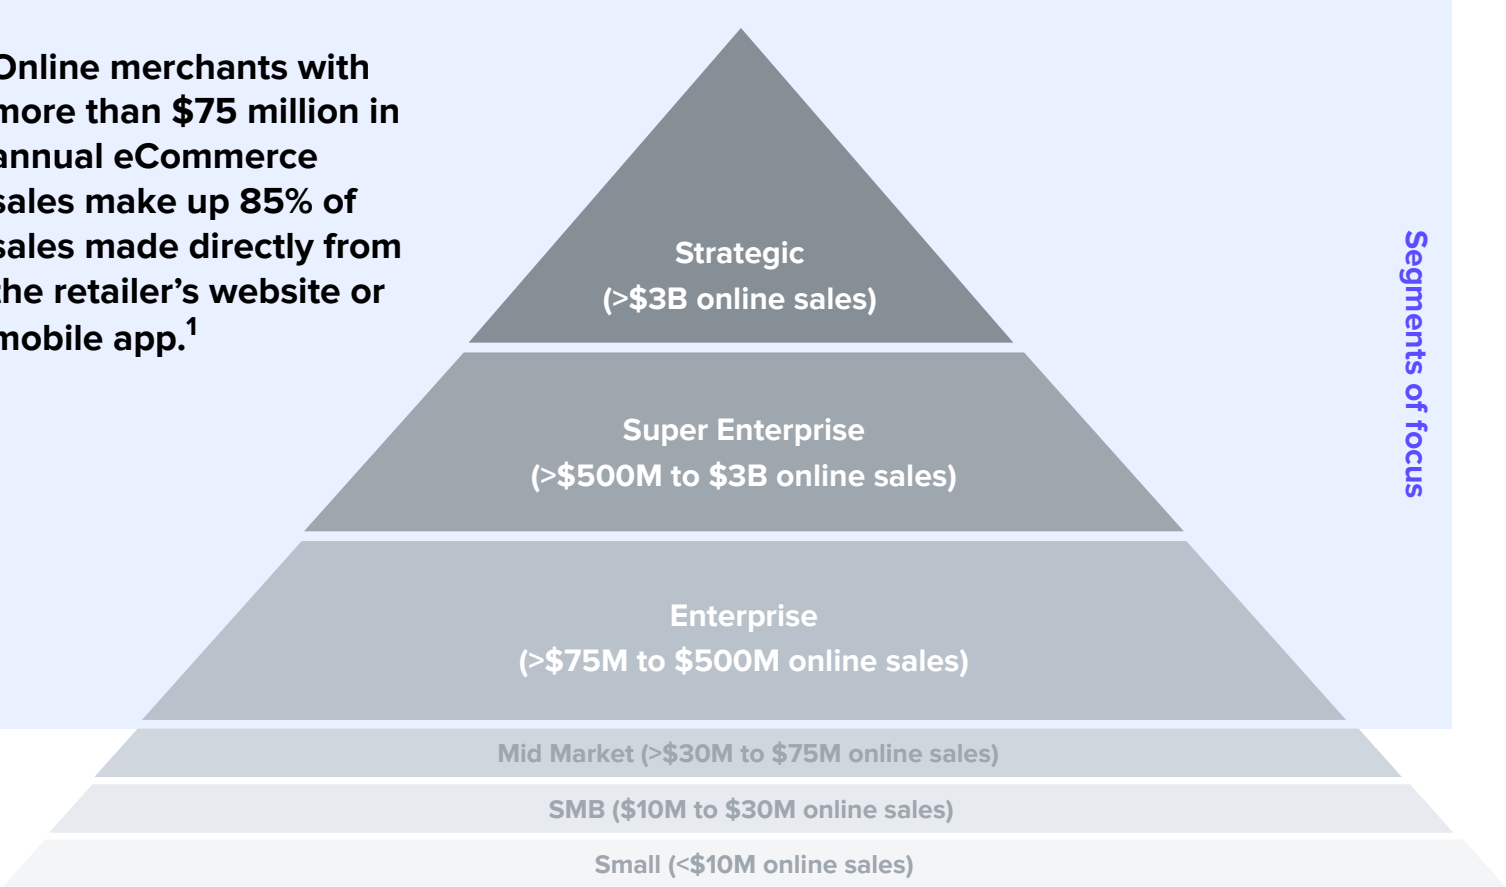 Online merchants with
more than $75 million in
annual eCommerce
sales make up 85% of
sales made directly from
the retailer’s website or
mobile app.¹
Strategic
(>$3B online sales)
Super Enterprise
(>$500M to $3B online sales)
Enterprise
(>$75M to $500M online sales)
Mid Market (>$30M to $75M online sales)
SMB ($10M to $30M online sales)
Small (<$10M online sales)
Segments of focus